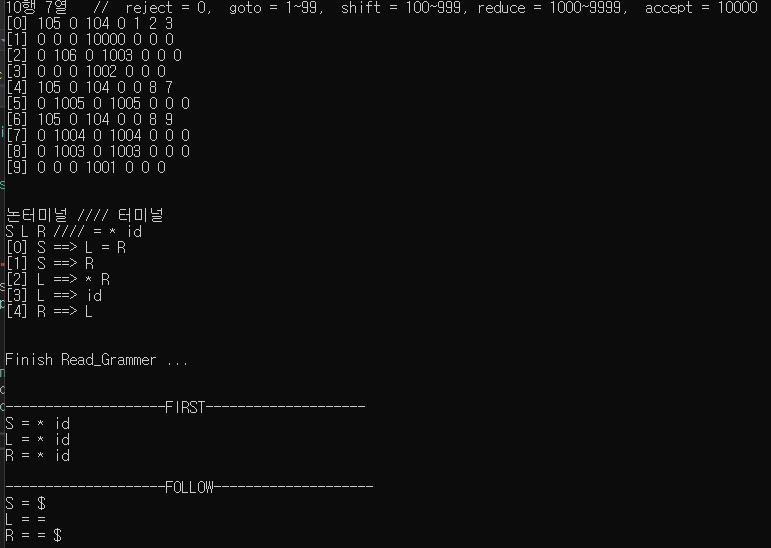 10행 7열 // reject = 0, goto = 1~99, shift = 100~999, reduce = 1000~9999, accept = 10000
[0] 105 0 104 0 1 2 3
[1] 0 0 0 10000 0 0 0
[2] 0 106 0 1003 0 0 0
[3] 0 0 0 1002 0 0 0
[4] 105 0 104 0 0 8 7
[5] 0 1005 0 1005 0 0 0
[6] 105 0 104 0 0 8 9
[7] 0 1004 0 1004 0 0 0
[8] 0 1003 0 1003 0 0 0
[9] 0 0 0 1001 0 0 0
논터미널 //// 터미널
S L R //// = * id
[0] S ==> L = R
[1] S ==> R
[2] L ==> * R
[3] L ==> id
[4] R ==> L
Finish Read_Grammer ...
--------------------FIRST--------------------
S = * id
L = * id
R = * id
--------------------FOLLOW--------------------
S = $
L = =
R = = $